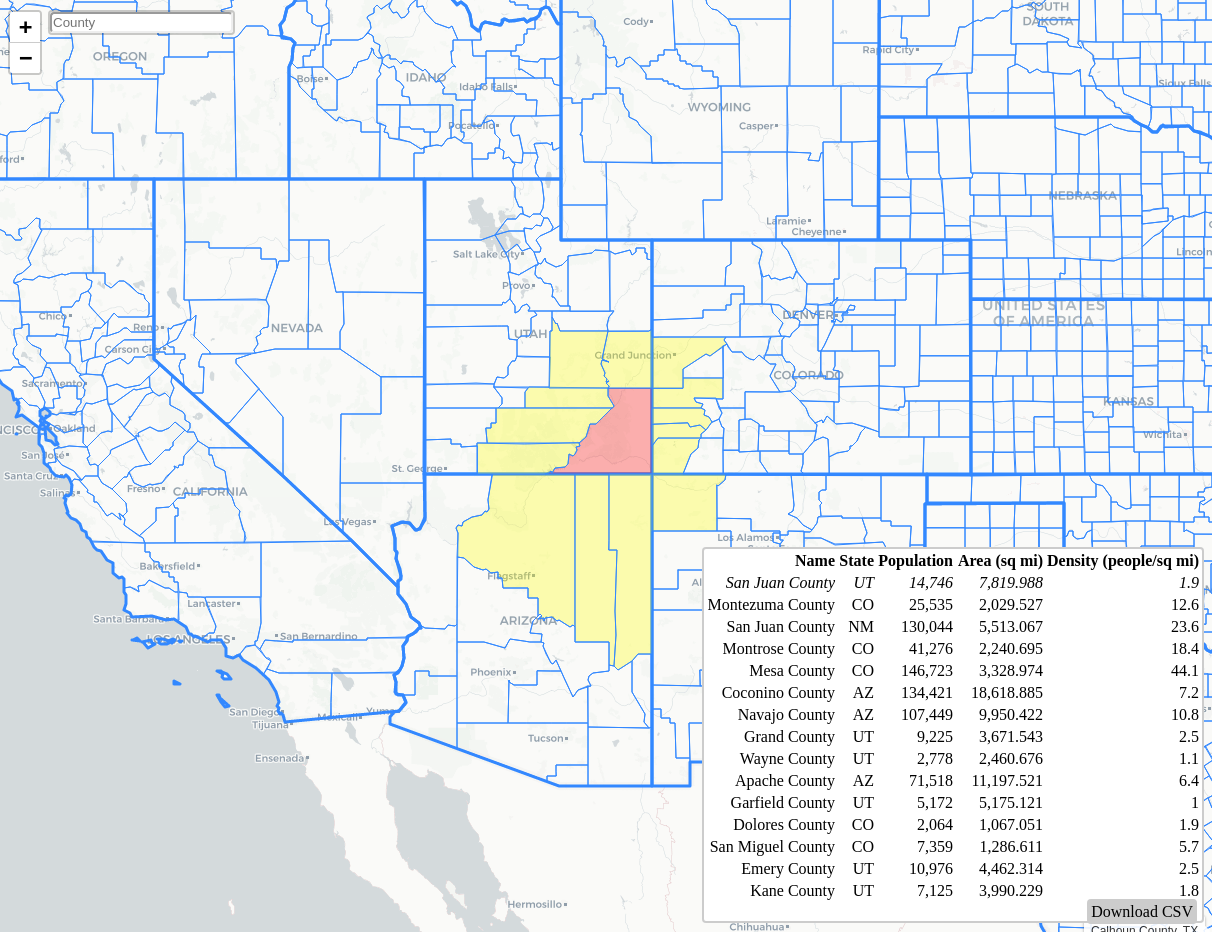 +
−
County
OREGON
Boise
IDAHO
Idaho Falls
Pocatello
Cody
WYOMING
Casper
Laramie
Cheyenne
Rapid City
SOUTH
DAKOTA
Sioux Falls
NEBRASKA
Lincoln
UNITED STATES
OF AMERICA
KANSAS
Wichita
ford
Salt Lake City
Provo
UTAH
Grand Junction
DENVER
COLORADO
Chico
Reno
Carson City
NEVADA
Sacramento
NCISCO
Oakland
San José
Santa Cruz
Salinas
Fresno
CALIFORNIA
St. George
Las Vegas
Bakersfield
Lancaster
Santa Barbara
LOS ANGELES
San Bernardino
San Diego
Tijuana
Mexicali
Yuma
Ensenada
Flagstaff
ARIZONA
Phoenix
Tucson
Los Alamos
Hermosillo
Chihuahua
Name State Population Area (sq mi) Density (people/sq mi)
San Juan County UT 14,746 7,819.988 1.9
Montezuma County CO 25,535 2,029.527 12.6
San Juan County NM 130,044 5,513.067 23.6
Montrose County CO 41,276 2,240.695 18.4
Mesa County CO 146,723 3,328.974 44.1
Coconino County AZ 134,421 18,618.885 7.2
Navajo County AZ 107,449 9,950.422 10.8
Grand County UT 9,225 3,671.543 2.5
Wayne County UT 2,778 2,460.676 1.1
Apache County AZ 71,518 11,197.521 6.4
Garfield County UT 5,172 5,175.121 1
Dolores County CO 2,064 1,067.051 1.9
San Miguel County CO 7,359 1,286.611 5.7
Emery County UT 10,976 4,462.314 2.5
Kane County UT 7,125 3,990.229 1.8
Download CSV
Calhoun County, TX